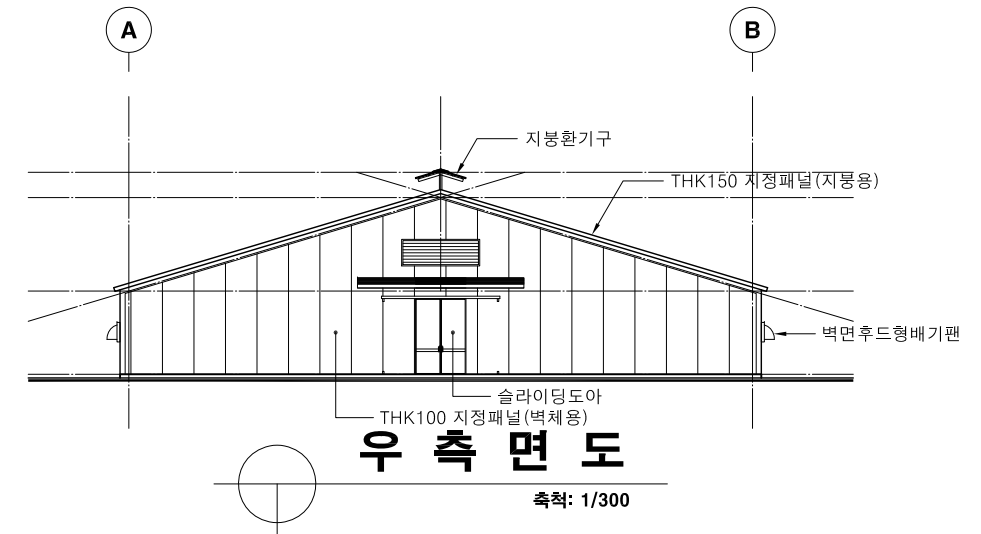 A
B
지붕환기구
THK150 지정패널(지붕용)
벽면후드형배기팬
슬라이딩도아
THK100 지정패널(벽체용)
우측면도
축척: 1/300